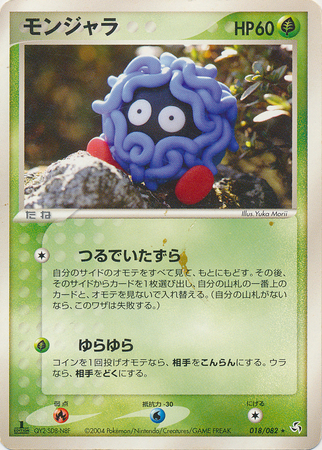 モンジャラ HP60
たね Illus. Yuka Morii
つるでいたずら
自分のサイドのオモテをすべて見て、もとにもどす。その後、
そのサイドからカードを1枚選び出し、自分の山札の一番上の
カードと、オモテを見ないで入れ替える。(自分の山札がない
なら、このワザは失敗する。)
ゆらゆら
コインを1回投げオモテなら、相手をこんらんにする。ウラ
なら、相手をどくにする。
弱点 抵抗力 -30 にげる
©2004 Pokémon/Nintendo/Creatures/GAME FREAK 018/082 ★